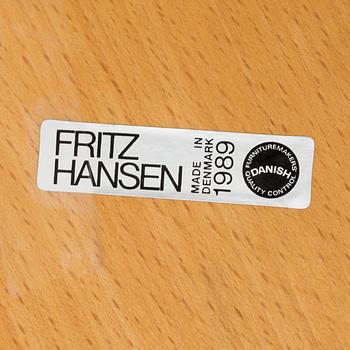 FRITZ
HANSEN
MADE IN
DENMARK
1989
FURNITUREMAKERS'
DANISH
QUALITY CONTROL